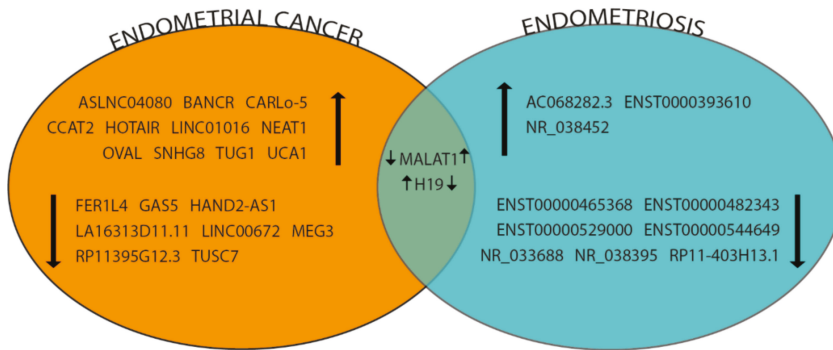 ENDOMETRIAL CANCER
ENDOMETRIOSIS
ASLNC04080 BANCR CARLo-5
CCAT2 HOTAIR LINC01016 NEAT1
OVAL SNHG8 TUG1 UCA1
FER1L4 GAS5 HAND2-AS1
LA16313D11.11 LINC00672 MEG3
RP11395G12.3 TUSC7
↓MALAT1↑
↑H19↓
AC068282.3 ENST0000393610
NR_038452
ENST00000465368 ENST00000482343
ENST00000529000 ENST00000544649
NR_033688 NR_038395 RP11-403H13.1